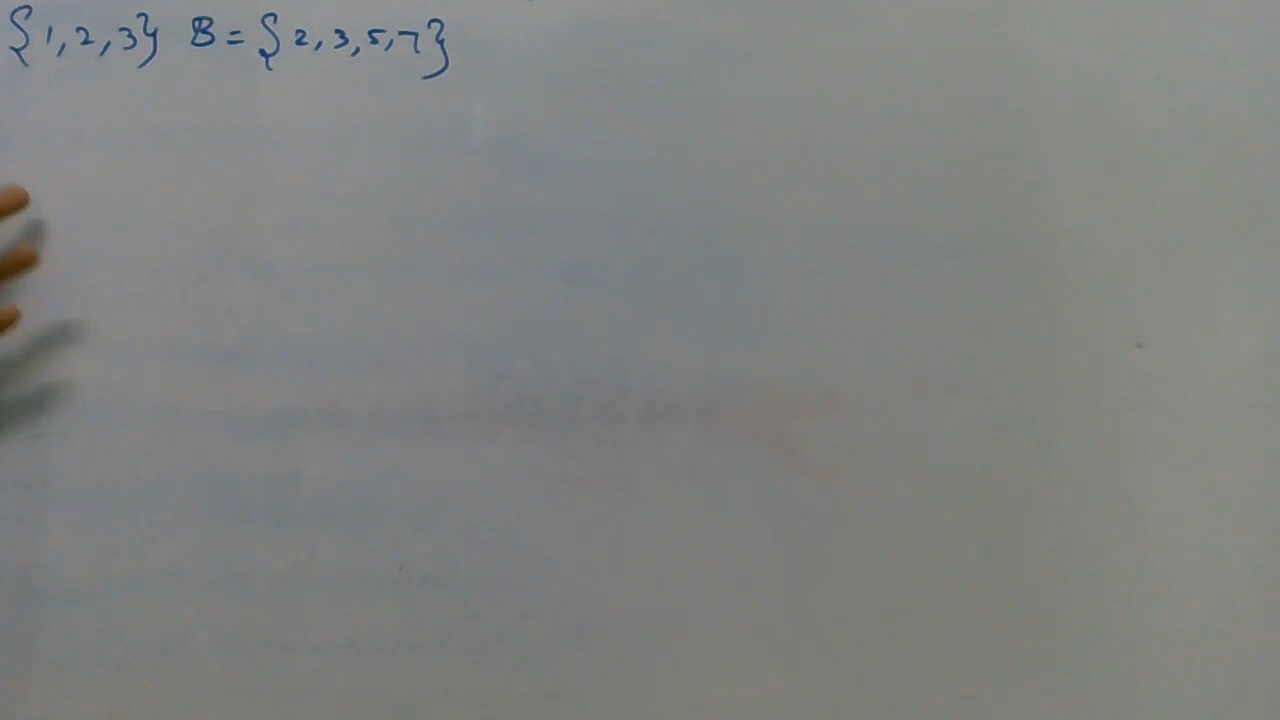 {1,2,3} B = {2,3,5,7}